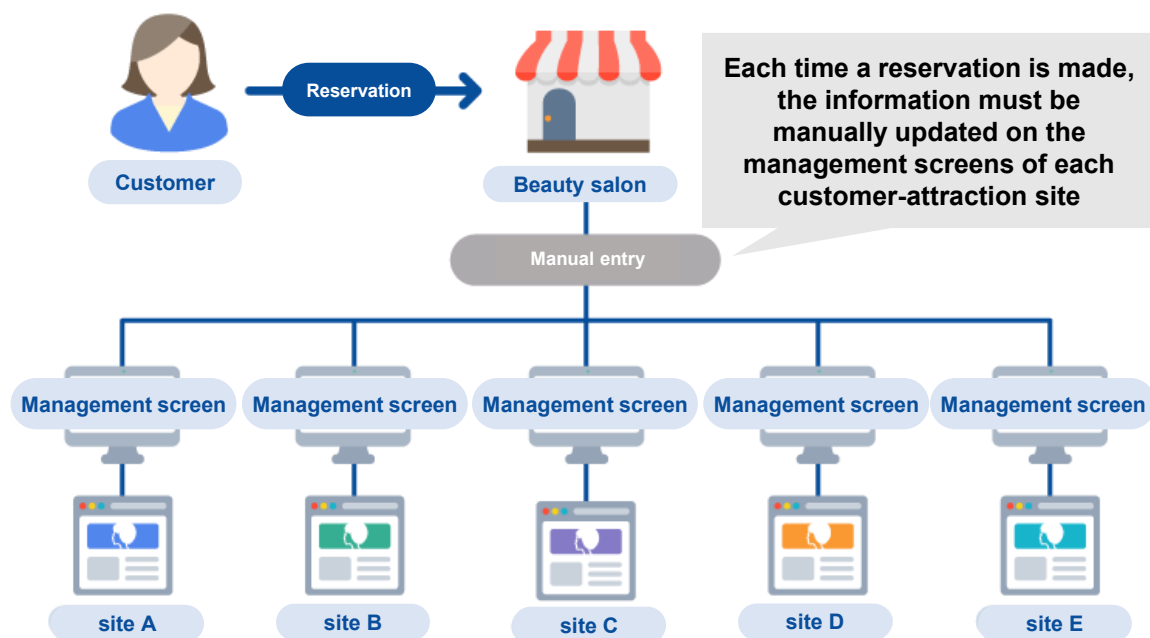 Reservation
Each time a reservation is made,
the information must be
manually updated on the
management screens of each
customer-attraction site
Customer
Beauty salon
Manual entry
Management screen
Management screen
Management screen
Management screen
Management screen
site A
site B
site C
site D
site E